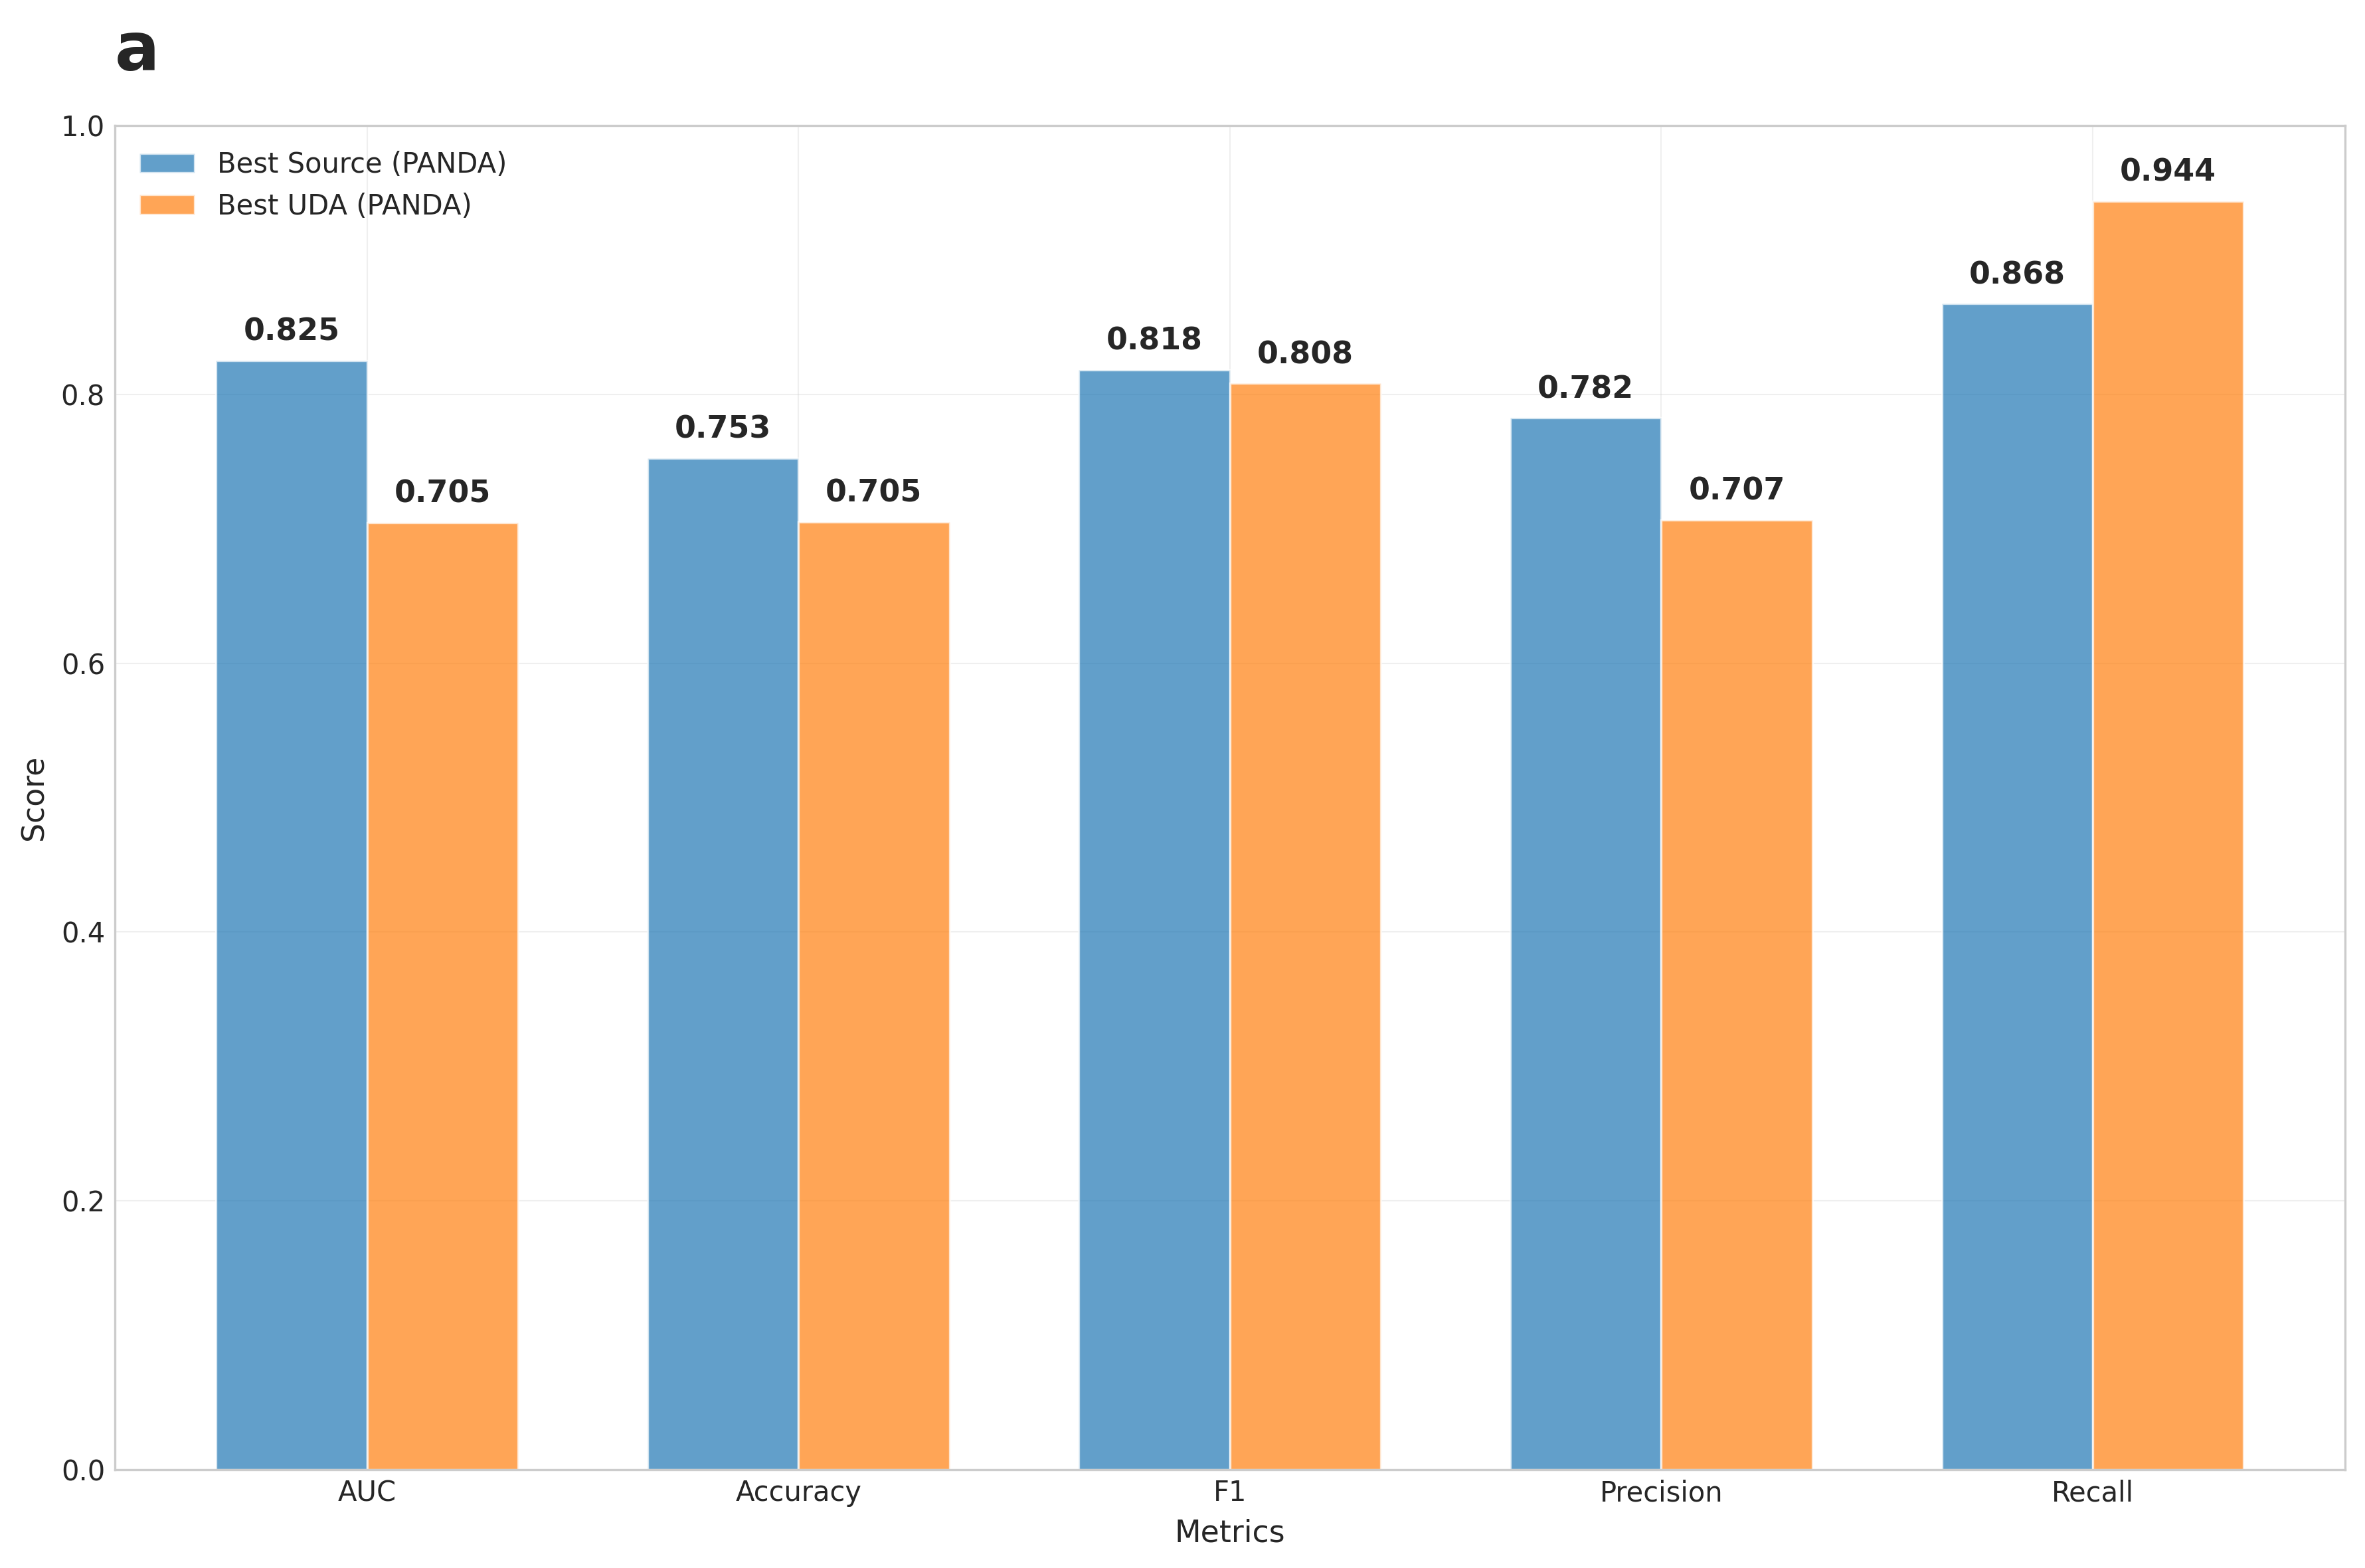 a
Best Source (PANDA)
Best UDA (PANDA)
1.0
0.8
0.6
0.4
0.2
0.0
Score
0.825
0.705
0.753
0.705
0.818
0.808
0.782
0.707
0.868
0.944
AUC
Accuracy
F1
Precision
Recall
Metrics